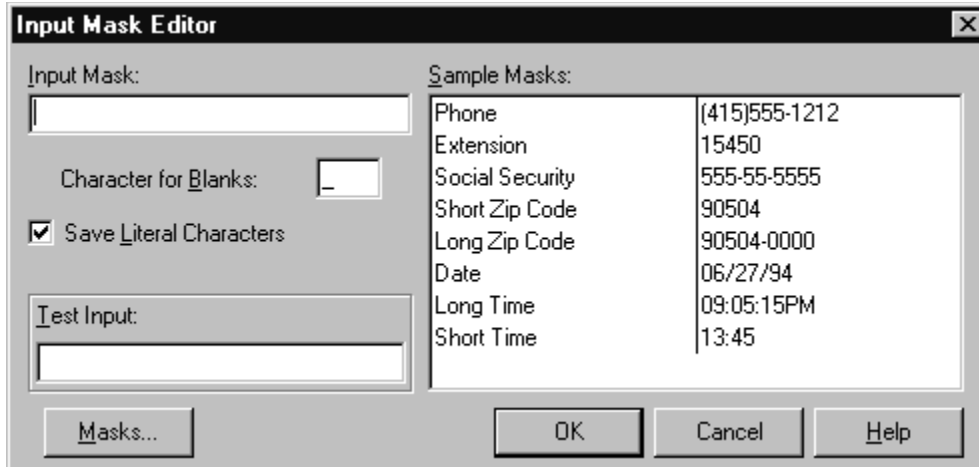 Input Mask Editor
Input Mask:
Character for Blanks: _
Save Literal Characters
Test Input:
Masks...
Sample Masks:
Phone (415)555-1212
Extension 15450
Social Security 555-55-5555
Short Zip Code 90504
Long Zip Code 90504-0000
Date 06/27/94
Long Time 09:05:15PM
Short Time 13:45
OK
Cancel
Help